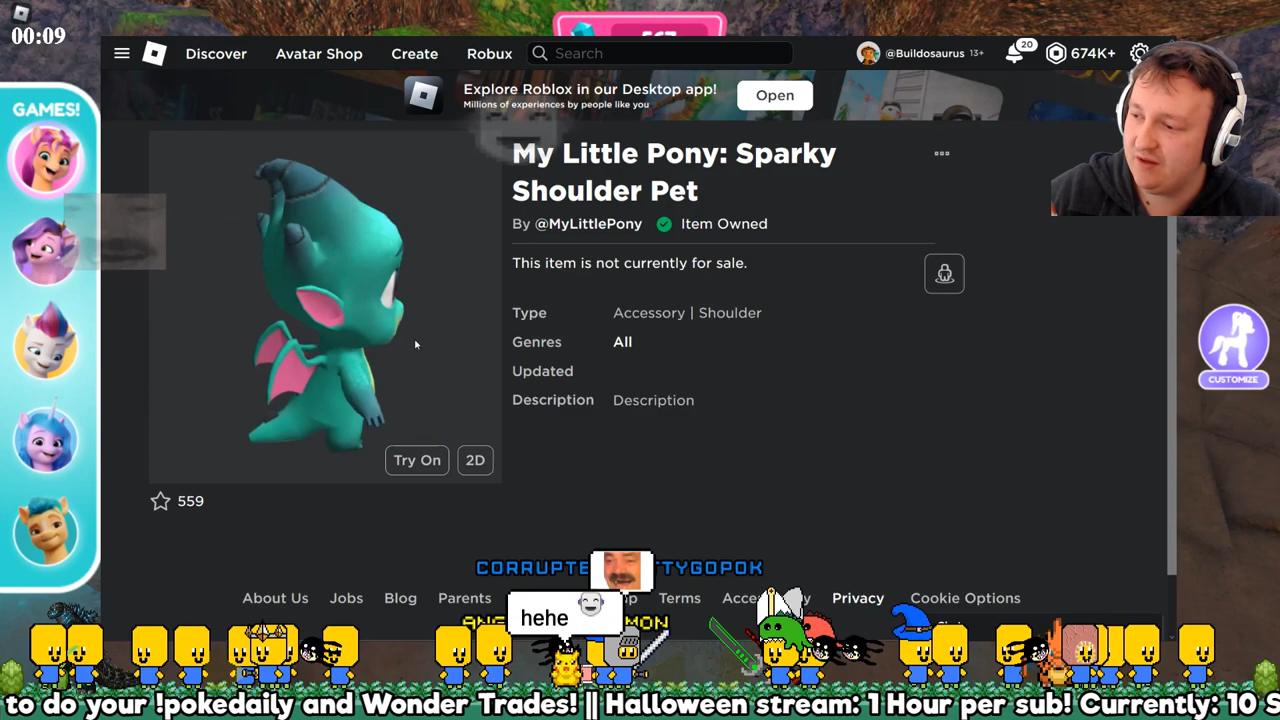 00:09
Discover
Avatar Shop
Create
Robux
Search
@Buildosaurus 13+
20
674K+
GAMES!
Explore Roblox in our Desktop app!
Millions of experiences by people like you
Open
My Little Pony: Sparky
Shoulder Pet
By @MyLittlePony
Item Owned
This item is not currently for sale.
Type
Accessory | Shoulder
Genres
All
Updated
Description
Description
Try On
2D
559
CUSTOMIZE
About Us
Jobs
Blog
Parents
Terms
Privacy
Cookie Options
hehe
to do your !pokedaily and Wonder Trades! || Halloween stream: 1 Hour per sub! Currently: 10 S